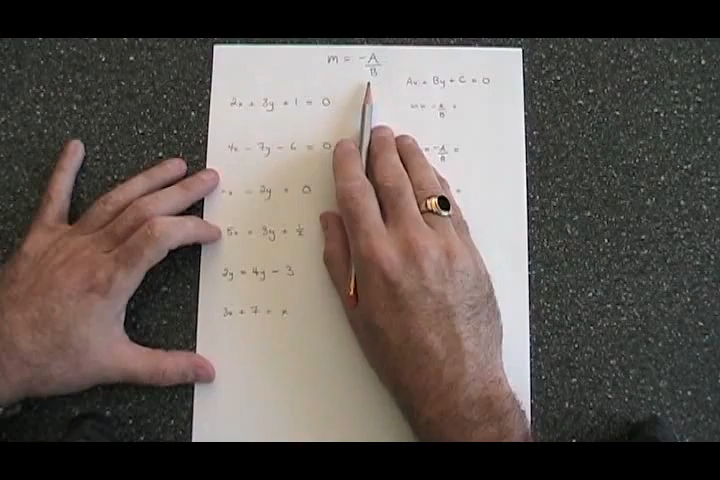 m = -A/B
Ax + By + C = 0
2x + 3y + 1 = 0
m = -A/B =
4x - 7y - 6 = 0
= -A/B =
-x - 2y = 0
=
5x = 3y + 1/2
2y = 4y - 3
3x + 7 = x